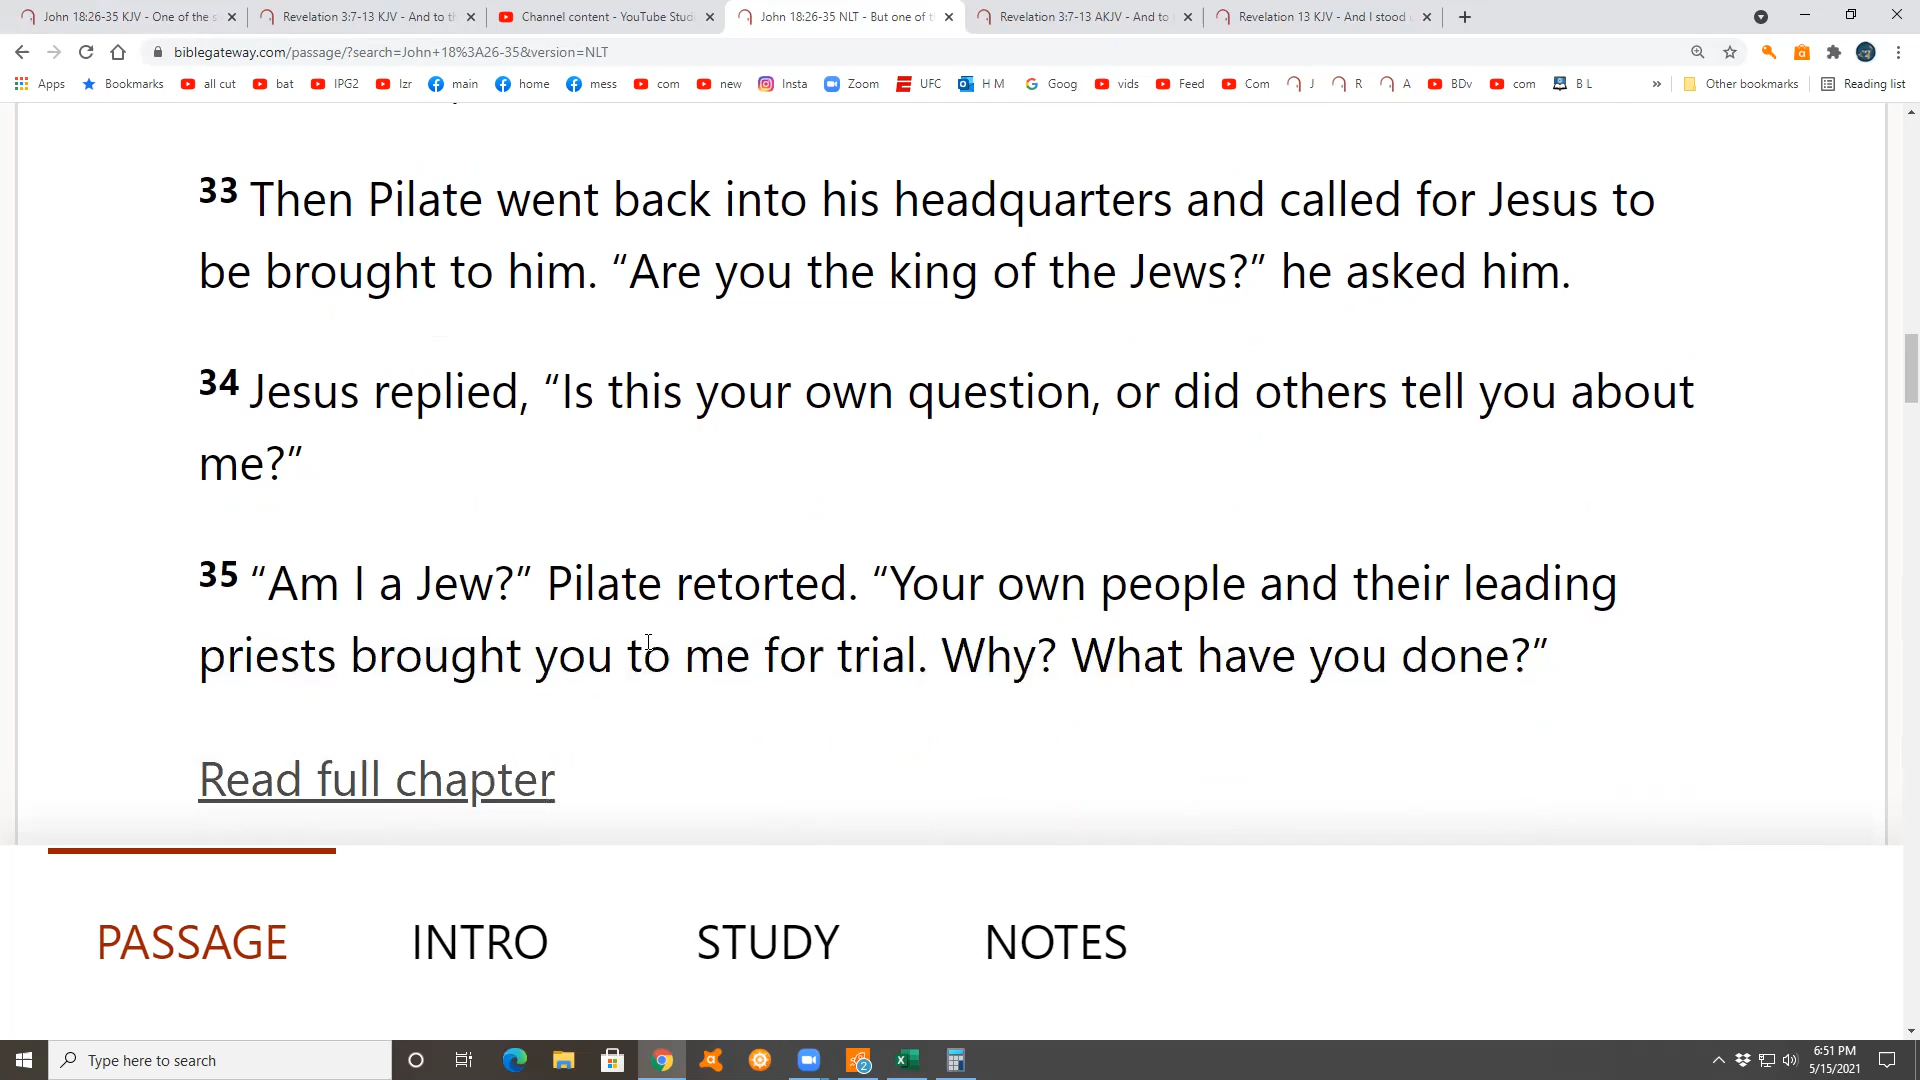 John 18:26-35 KJV - One of the s
Revelation 3:7-13 KJV - And to th
Channel content - YouTube Studi
John 18:26-35 NLT - But one of t
Revelation 3:7-13 AKJV - And to
Revelation 13 KJV - And I stood
biblegateway.com/passage/?search=John+18%3A26-35&version=NLT
Apps Bookmarks all cut bat IPG2 lzr main home mess com new Insta Zoom UFC H M Goog vids Feed Com J R A BDv com B L » Other bookmarks Reading list
33 Then Pilate went back into his headquarters and called for Jesus to
be brought to him. “Are you the king of the Jews?” he asked him.
34 Jesus replied, “Is this your own question, or did others tell you about
me?”
35 “Am I a Jew?” Pilate retorted. “Your own people and their leading
priests brought you to me for trial. Why? What have you done?”
Read full chapter
PASSAGE INTRO STUDY NOTES
Type here to search
2
6:51 PM
5/15/2021